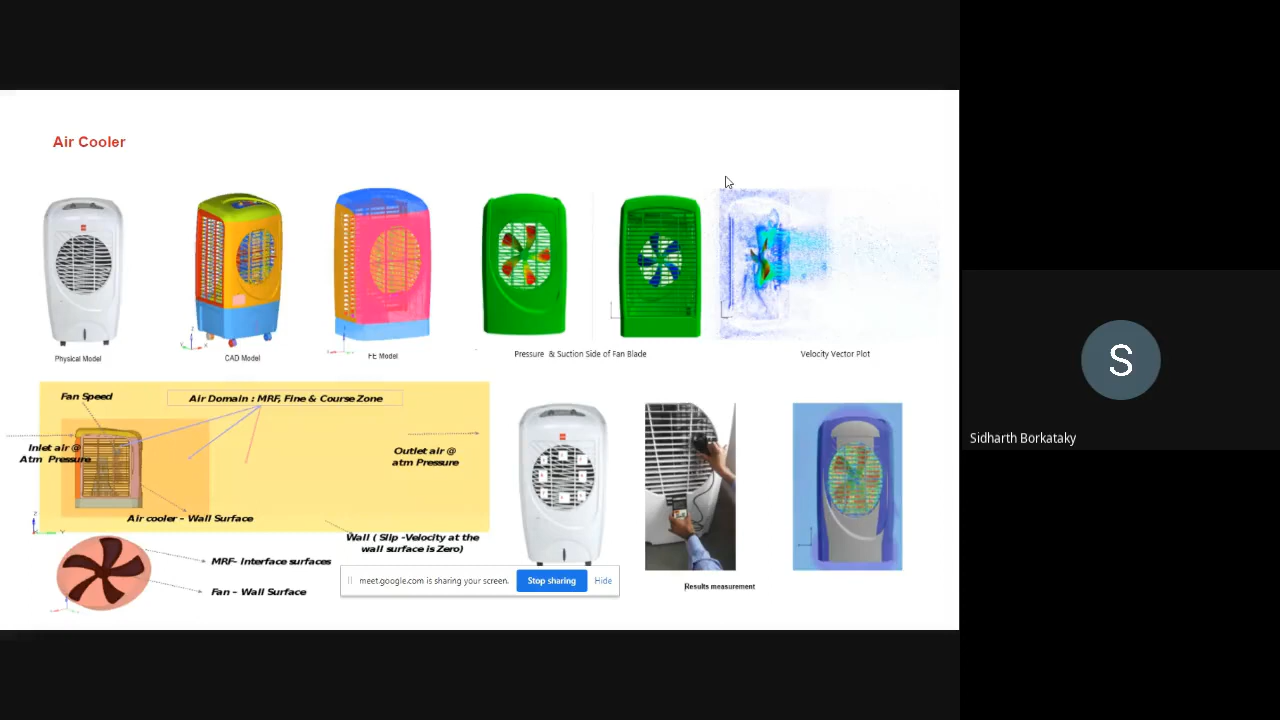 Air Cooler
Physical Model
CAD Model
FE Model
Pressure & Suction Side of Fan Blade
Velocity Vector Plot
Fan Speed
Air Domain : MRF, Fine & Course Zone
Inlet air @
Atm Pressure
Outlet air @
atm Pressure
Air cooler – Wall Surface
Wall ( Slip –Velocity at the
wall surface is Zero)
MRF– Interface surfaces
Fan – Wall Surface
meet.google.com is sharing your screen.
Stop sharing
Hide
Results measurement
S
Sidharth Borkataky